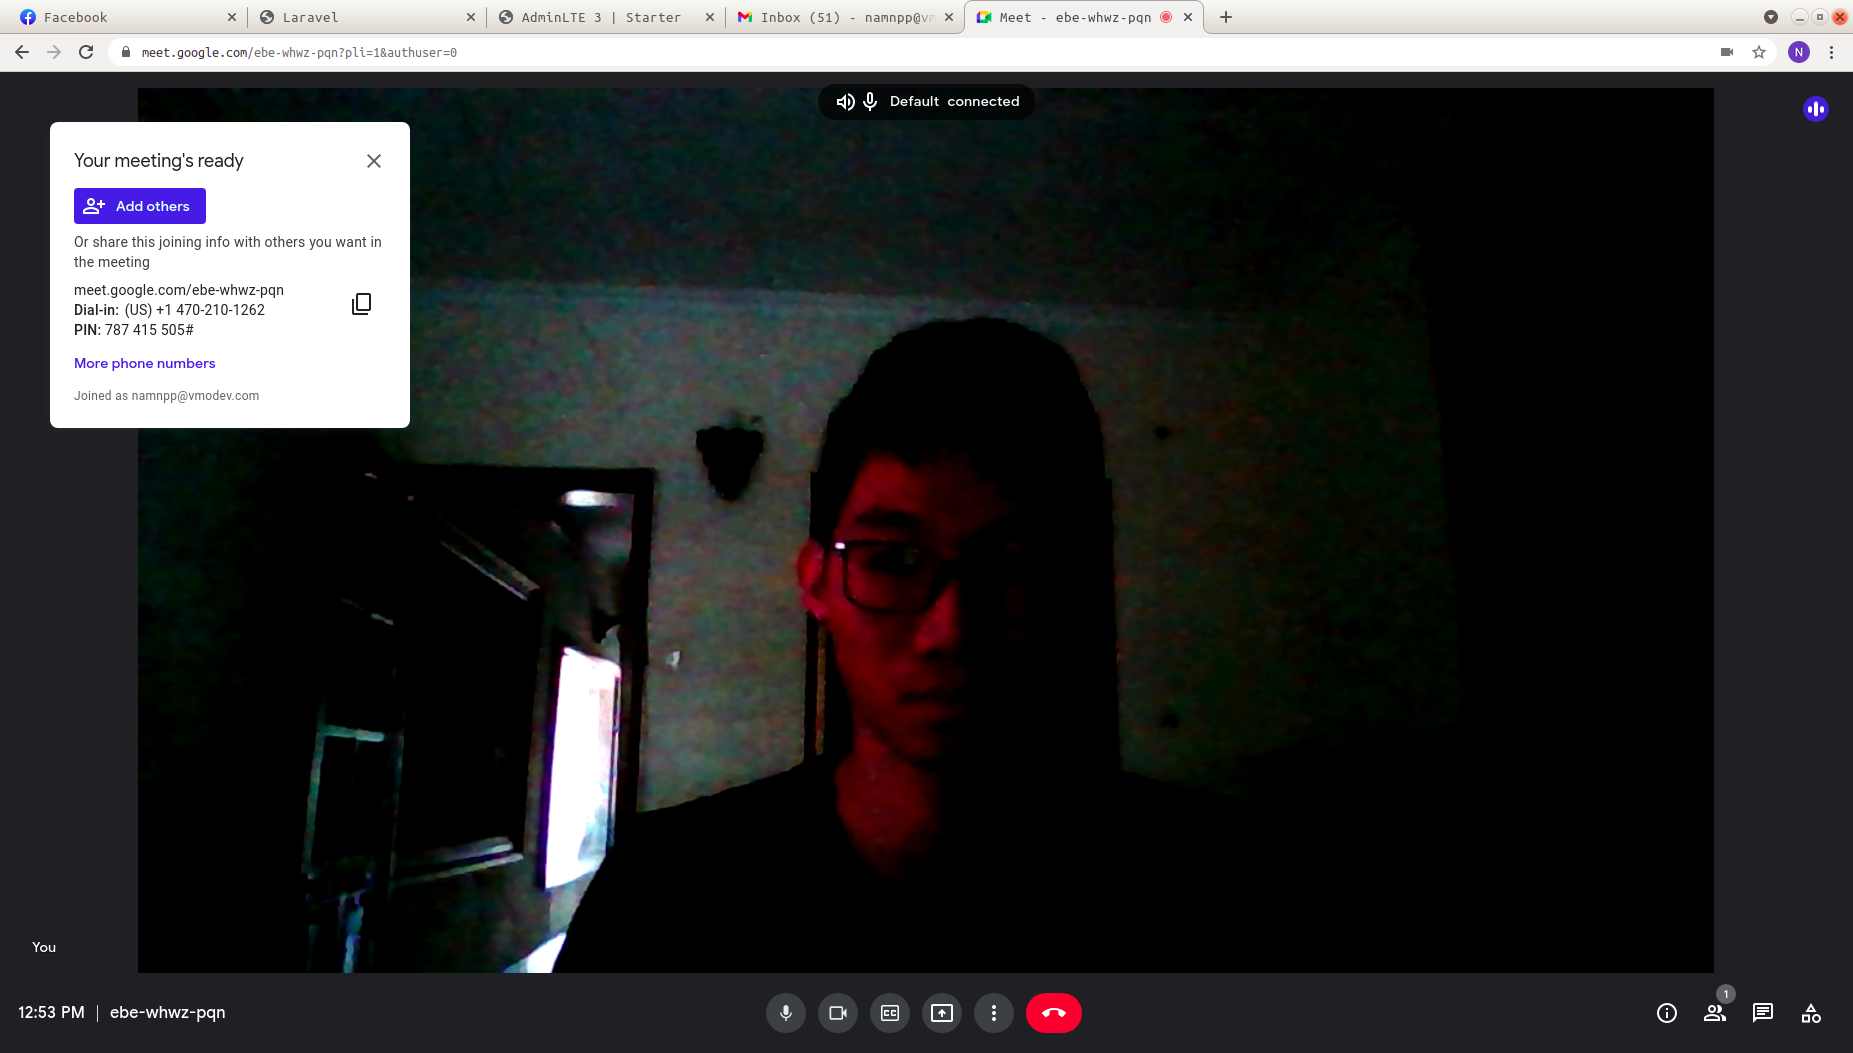 Facebook
Laravel
AdminLTE 3 | Starter
Inbox (51) - namnpp@v
Meet - ebe-whwz-pqn
meet.google.com/ebe-whwz-pqn?pli=1&authuser=0
N
Default connected
Your meeting's ready
Add others
Or share this joining info with others you want in
the meeting
meet.google.com/ebe-whwz-pqn
Dial-in: (US) +1 470-210-1262
PIN: 787 415 505#
More phone numbers
Joined as namnpp@vmodev.com
You
12:53 PM | ebe-whwz-pqn
CC
1